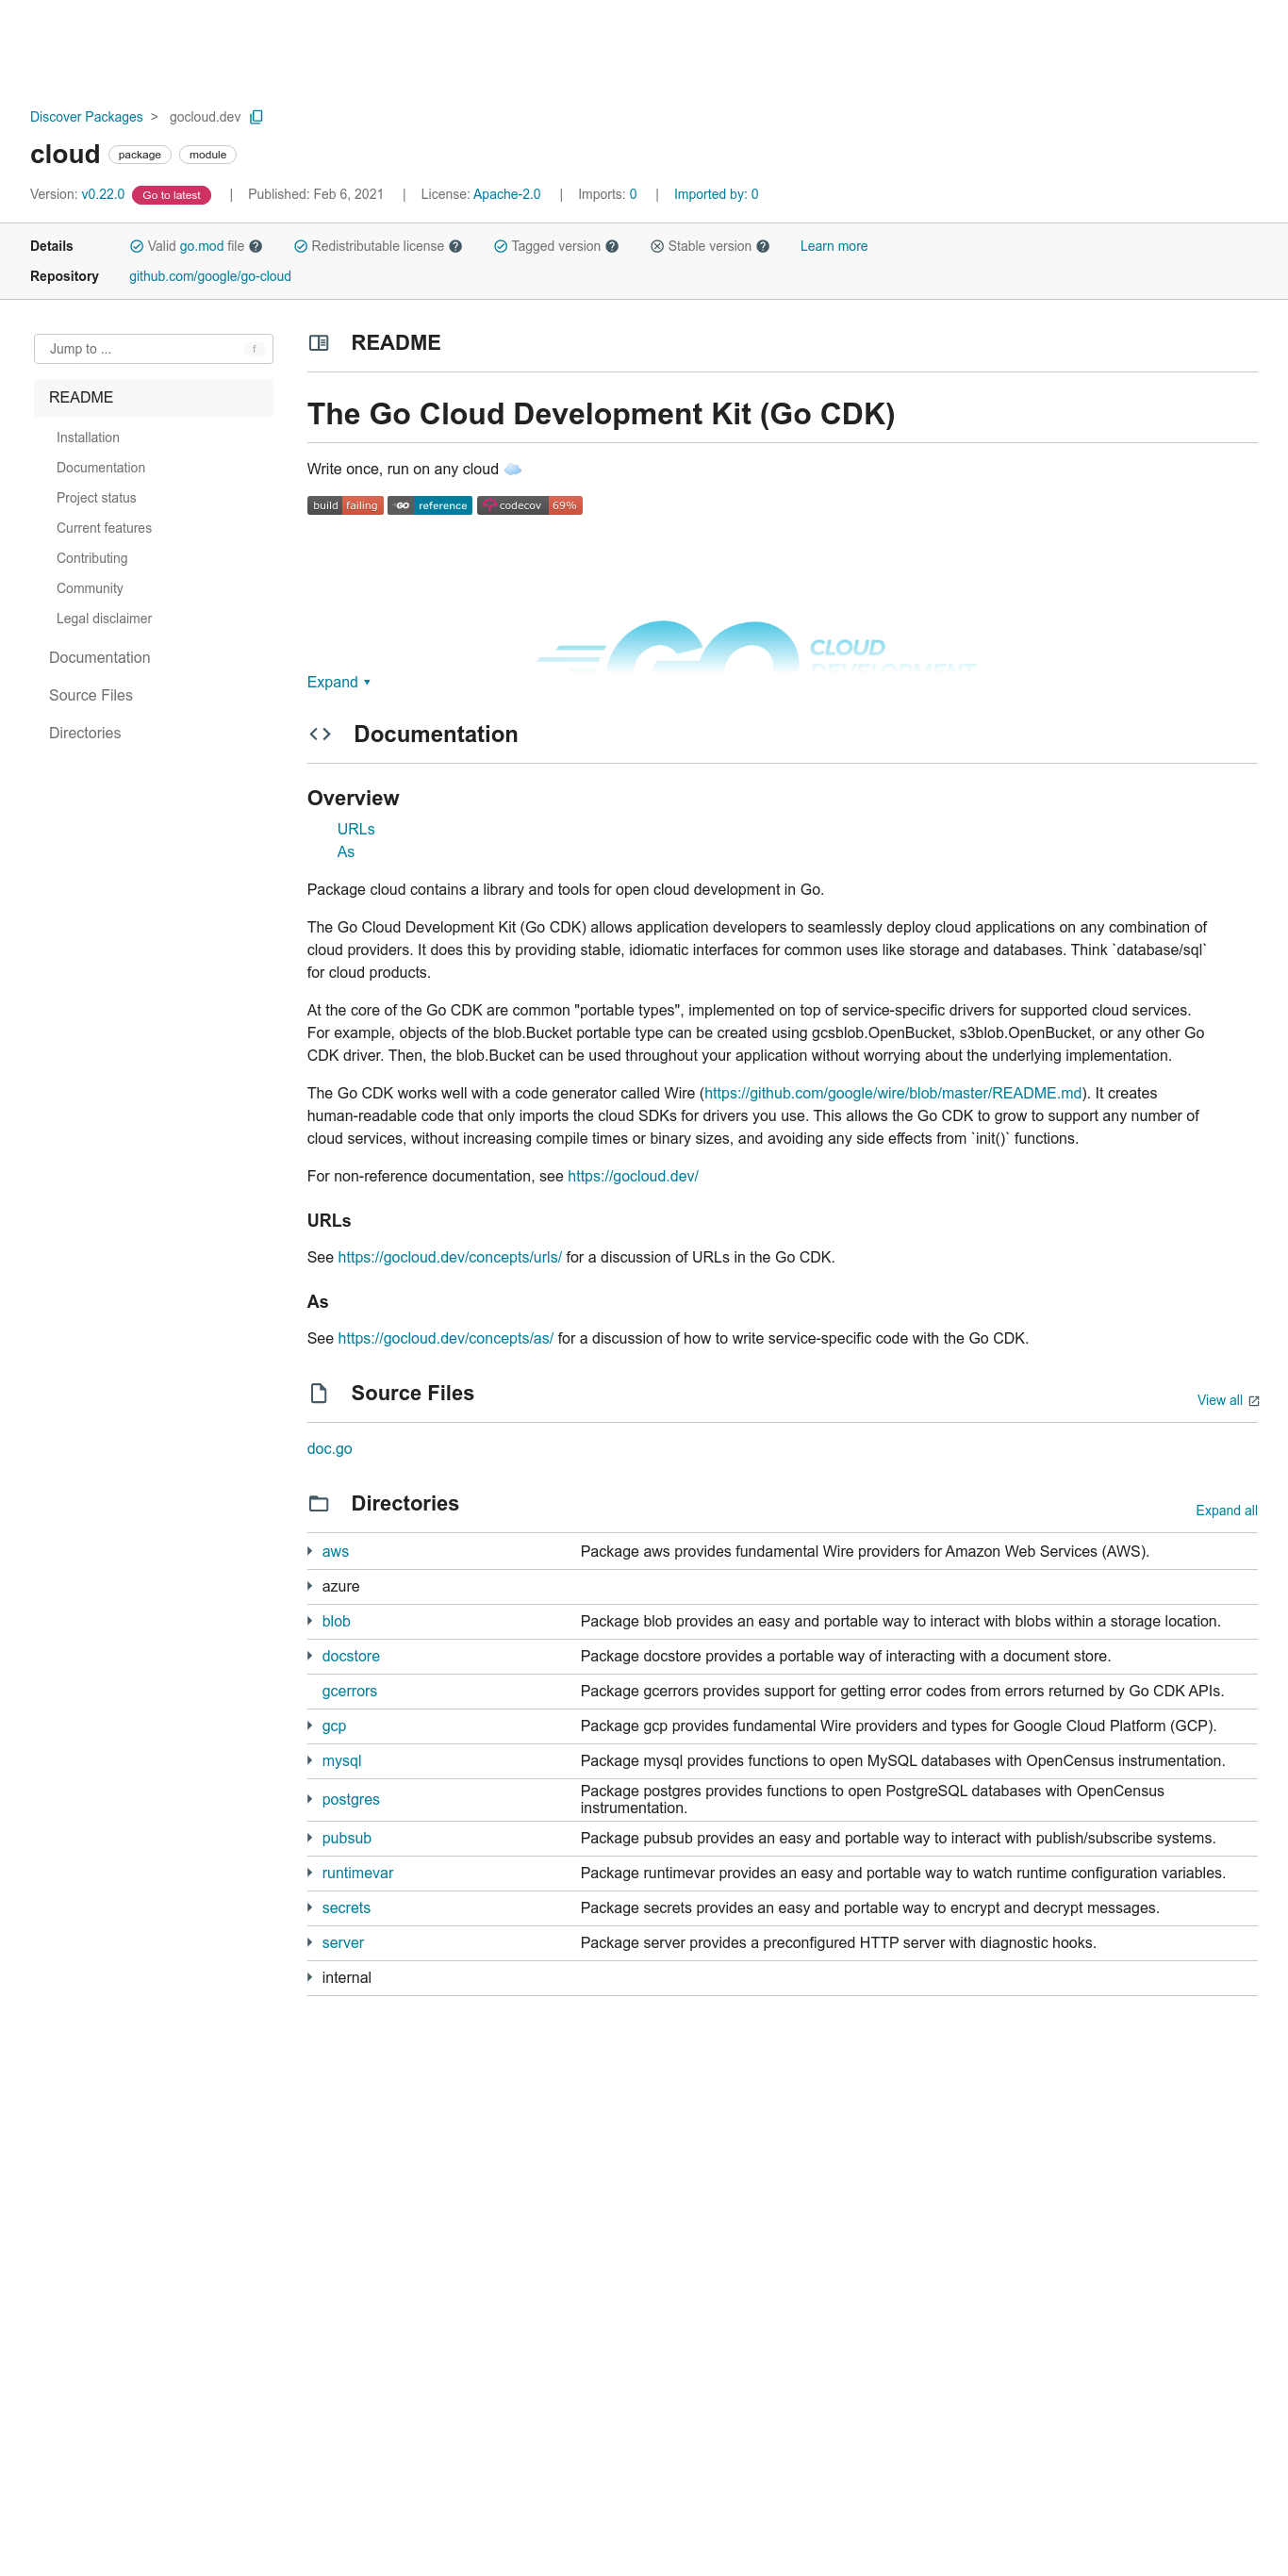 Discover Packages > gocloud.dev
cloud package module
Version: v0.22.0 Go to latest | Published: Feb 6, 2021 | License: Apache-2.0 | Imports: 0 | Imported by: 0
Details Valid go.mod file Redistributable license Tagged version Stable version Learn more
Repository github.com/google/go-cloud
Jump to ... f
README
Installation
Documentation
Project status
Current features
Contributing
Community
Legal disclaimer
Documentation
Source Files
Directories
README
The Go Cloud Development Kit (Go CDK)
Write once, run on any cloud ☁️
build failing GO reference codecov 69%
GO CLOUD
DEVELOPMENT
Expand ▾
Documentation
Overview
URLs
As
Package cloud contains a library and tools for open cloud development in Go.
The Go Cloud Development Kit (Go CDK) allows application developers to seamlessly deploy cloud applications on any combination of
cloud providers. It does this by providing stable, idiomatic interfaces for common uses like storage and databases. Think `database/sql`
for cloud products.
At the core of the Go CDK are common "portable types", implemented on top of service-specific drivers for supported cloud services.
For example, objects of the blob.Bucket portable type can be created using gcsblob.OpenBucket, s3blob.OpenBucket, or any other Go
CDK driver. Then, the blob.Bucket can be used throughout your application without worrying about the underlying implementation.
The Go CDK works well with a code generator called Wire (https://github.com/google/wire/blob/master/README.md). It creates
human-readable code that only imports the cloud SDKs for drivers you use. This allows the Go CDK to grow to support any number of
cloud services, without increasing compile times or binary sizes, and avoiding any side effects from `init()` functions.
For non-reference documentation, see https://gocloud.dev/
URLs
See https://gocloud.dev/concepts/urls/ for a discussion of URLs in the Go CDK.
As
See https://gocloud.dev/concepts/as/ for a discussion of how to write service-specific code with the Go CDK.
Source Files View all
doc.go
Directories Expand all
aws Package aws provides fundamental Wire providers for Amazon Web Services (AWS).
azure
blob Package blob provides an easy and portable way to interact with blobs within a storage location.
docstore Package docstore provides a portable way of interacting with a document store.
gcerrors Package gcerrors provides support for getting error codes from errors returned by Go CDK APIs.
gcp Package gcp provides fundamental Wire providers and types for Google Cloud Platform (GCP).
mysql Package mysql provides functions to open MySQL databases with OpenCensus instrumentation.
postgres Package postgres provides functions to open PostgreSQL databases with OpenCensus
instrumentation.
pubsub Package pubsub provides an easy and portable way to interact with publish/subscribe systems.
runtimevar Package runtimevar provides an easy and portable way to watch runtime configuration variables.
secrets Package secrets provides an easy and portable way to encrypt and decrypt messages.
server Package server provides a preconfigured HTTP server with diagnostic hooks.
internal